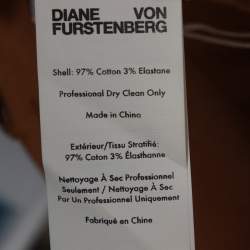 DIANE VON
FURSTENBERG
Shell: 97% Cotton 3% Elastane
Professional Dry Clean Only
Made in China
Extérieur/Tissu Stratifié:
97% Coton 3% Élasthanne
Nettoyage À Sec Professionnel
Seulement / Nettoyage À Sec
Par Un Professionnel Uniquement
Fabriqué en Chine